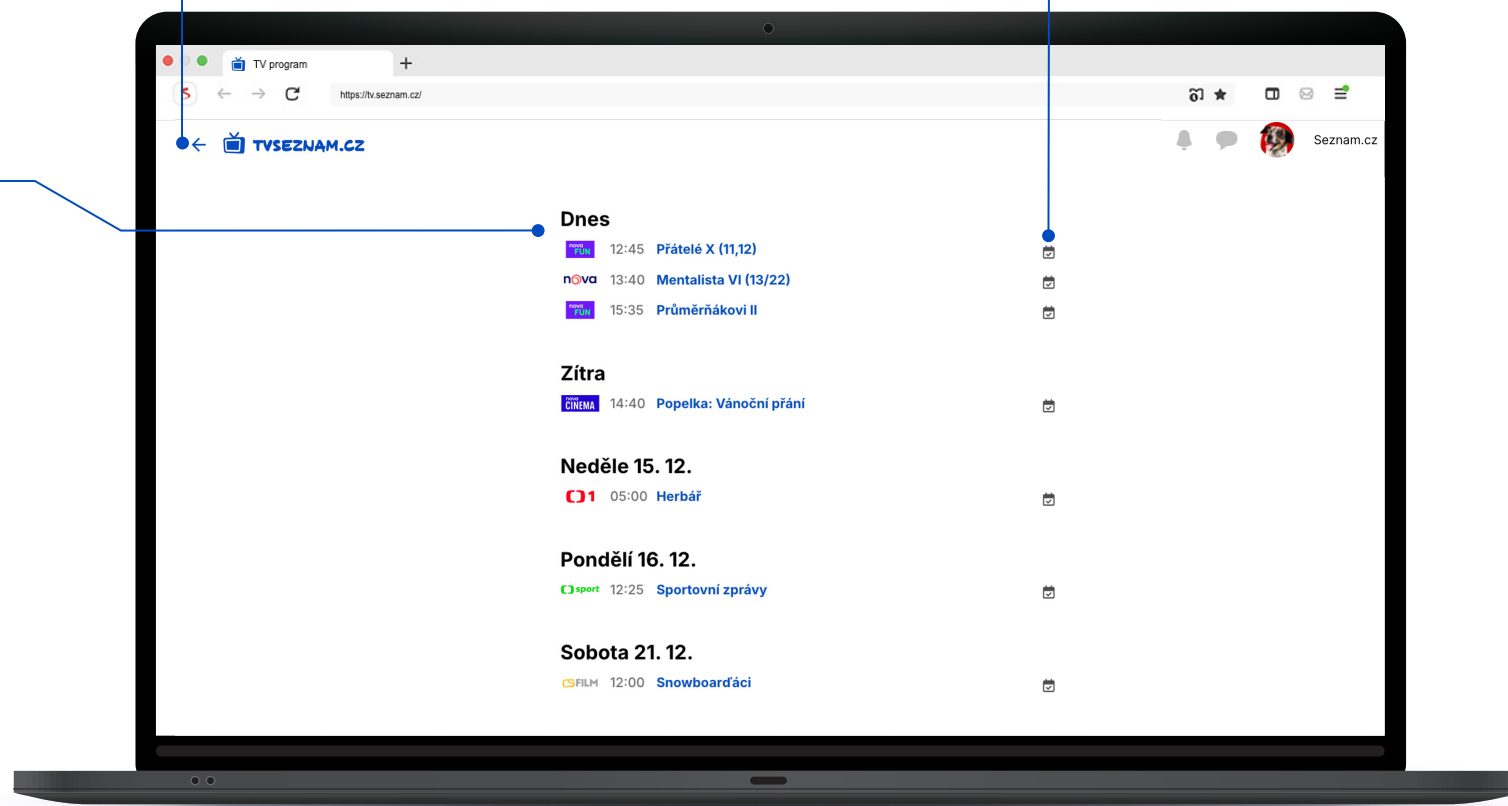 TV program
https://tv.seznam.cz/
TVSEZNAM.CZ
Seznam.cz
Dnes
nova FUN 12:45 Přátelé X (11,12)
nova 13:40 Mentalista VI (13/22)
nova FUN 15:35 Průměrňákovi II
Zítra
nova CINEMA 14:40 Popelka: Vánoční přání
Neděle 15. 12.
1 05:00 Herbář
Pondělí 16. 12.
sport 12:25 Sportovní zprávy
Sobota 21. 12.
CS FILM 12:00 Snowboarďáci